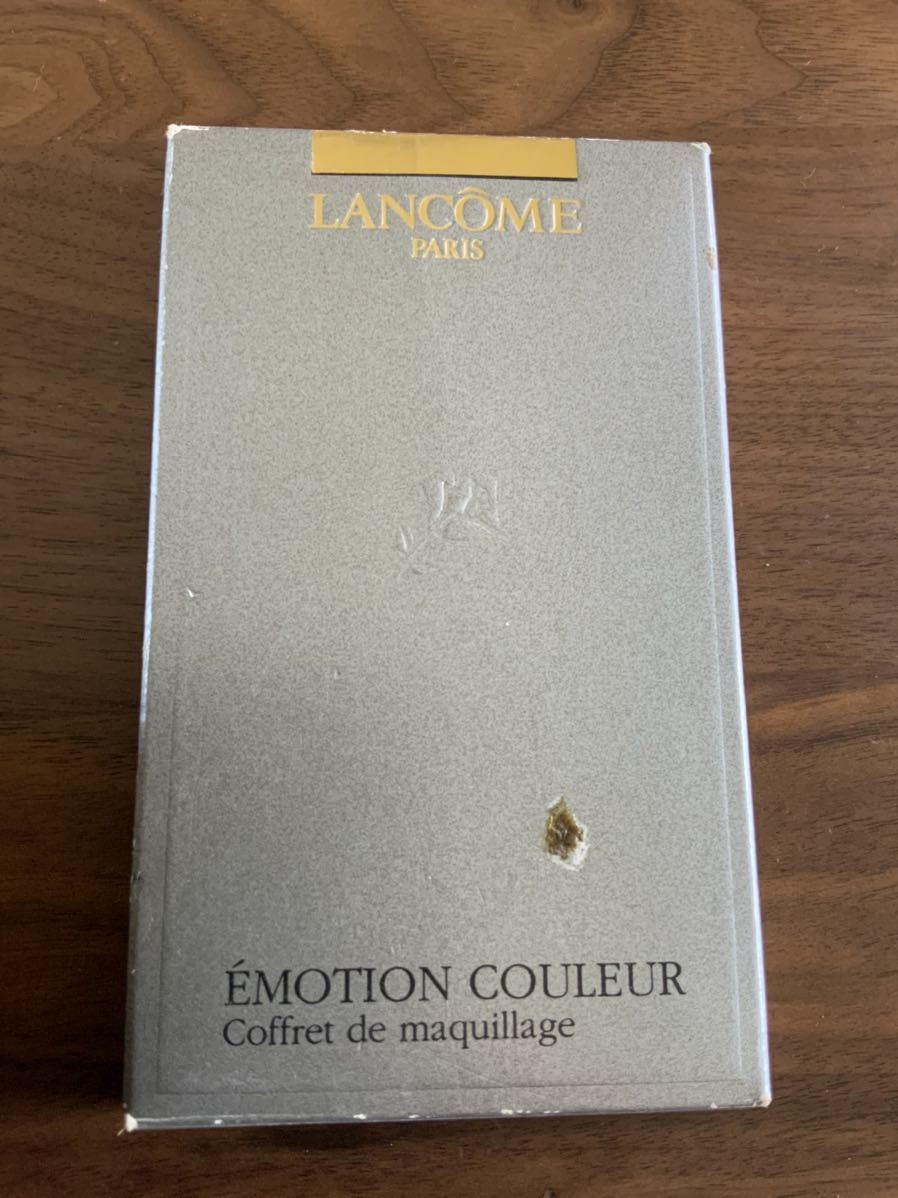 LANCÔME
PARIS
ÉMOTION COULEUR
Coffret de maquillage